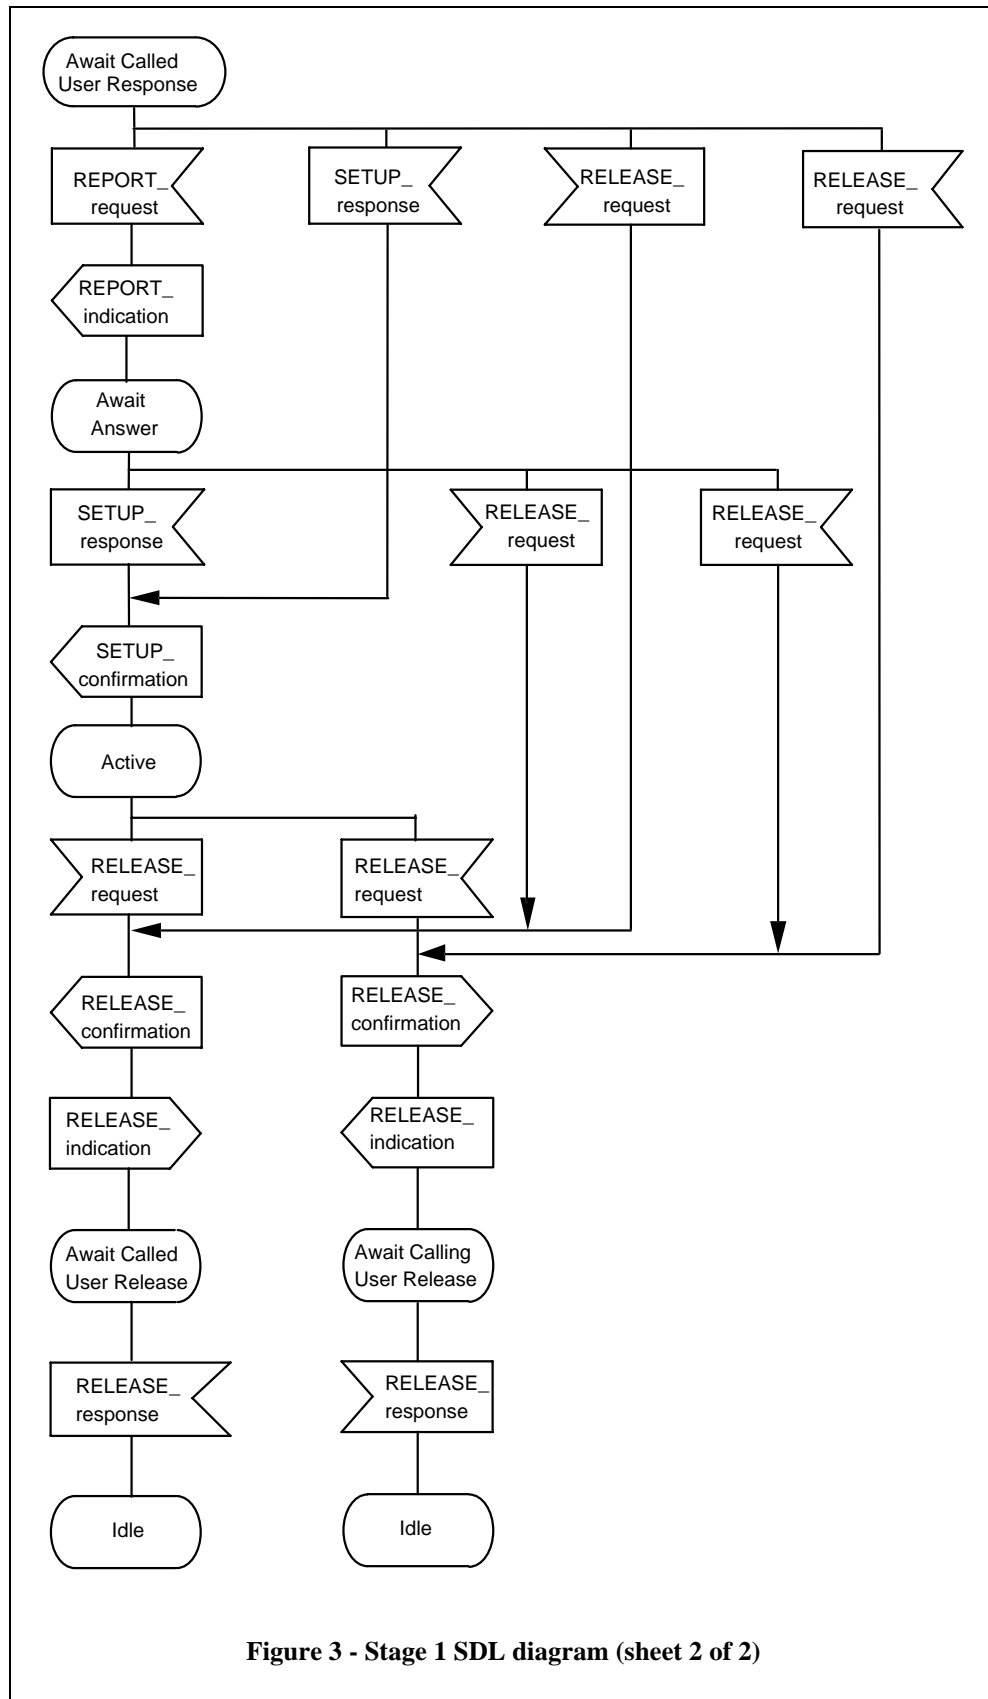 Await Called
User Response
REPORT_
request
SETUP_
response
RELEASE_
request
RELEASE_
request
REPORT_
indication
Await
Answer
SETUP_
response
RELEASE_
request
RELEASE_
request
SETUP_
confirmation
Active
RELEASE_
request
RELEASE_
request
RELEASE_
confirmation
RELEASE_
confirmation
RELEASE_
indication
RELEASE_
indication
Await Called
User Release
Await Calling
User Release
RELEASE_
response
RELEASE_
response
Idle
Idle
Figure 3 - Stage 1 SDL diagram (sheet 2 of 2)